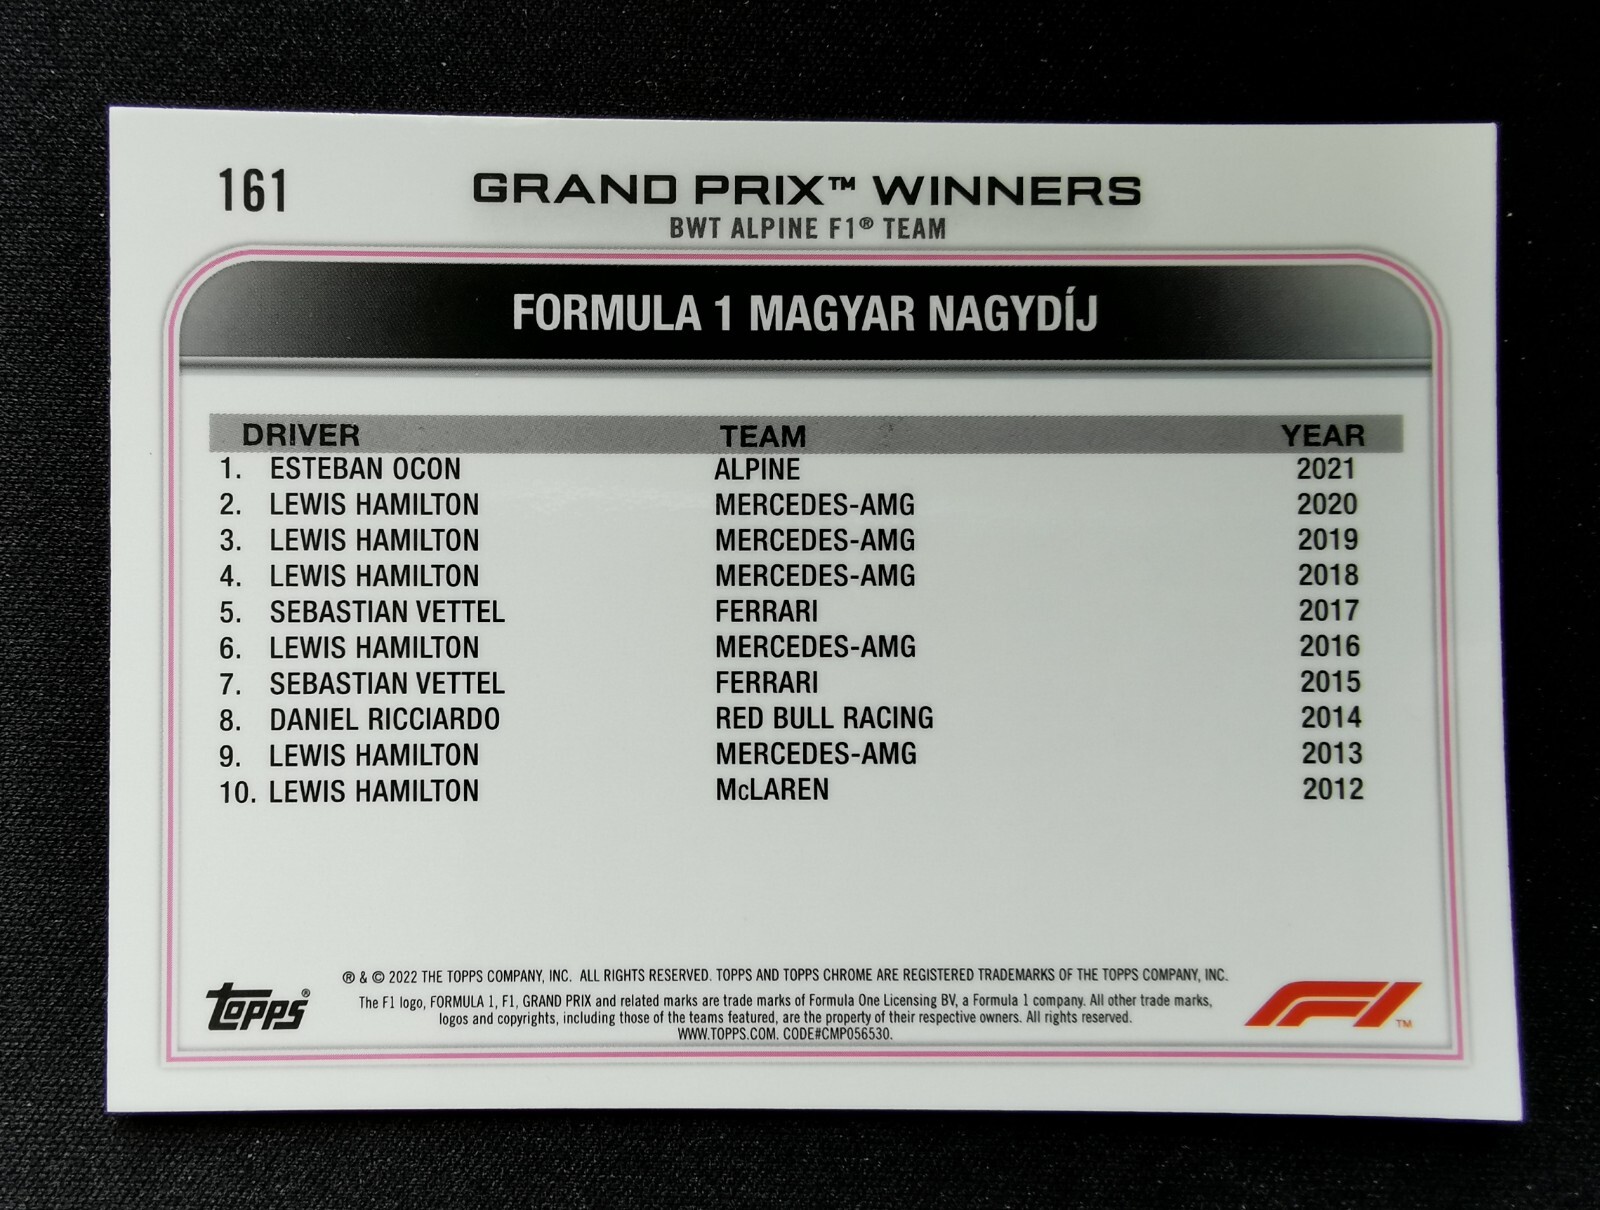 161
GRAND PRIX™ WINNERS
BWT ALPINE F1® TEAM
FORMULA 1 MAGYAR NAGYDÍJ
DRIVER TEAM YEAR
1. ESTEBAN OCON ALPINE 2021
2. LEWIS HAMILTON MERCEDES-AMG 2020
3. LEWIS HAMILTON MERCEDES-AMG 2019
4. LEWIS HAMILTON MERCEDES-AMG 2018
5. SEBASTIAN VETTEL FERRARI 2017
6. LEWIS HAMILTON MERCEDES-AMG 2016
7. SEBASTIAN VETTEL FERRARI 2015
8. DANIEL RICCIARDO RED BULL RACING 2014
9. LEWIS HAMILTON MERCEDES-AMG 2013
10. LEWIS HAMILTON McLAREN 2012
® & © 2022 THE TOPPS COMPANY, INC. ALL RIGHTS RESERVED. TOPPS AND TOPPS CHROME ARE REGISTERED TRADEMARKS OF THE TOPPS COMPANY, INC.
The F1 logo, FORMULA 1, F1, GRAND PRIX and related marks are trade marks of Formula One Licensing BV, a Formula 1 company. All other trade marks,
logos and copyrights, including those of the teams featured, are the property of their respective owners. All rights reserved.
WWW.TOPPS.COM. CODE#CMP056530.
Topps®
F1™